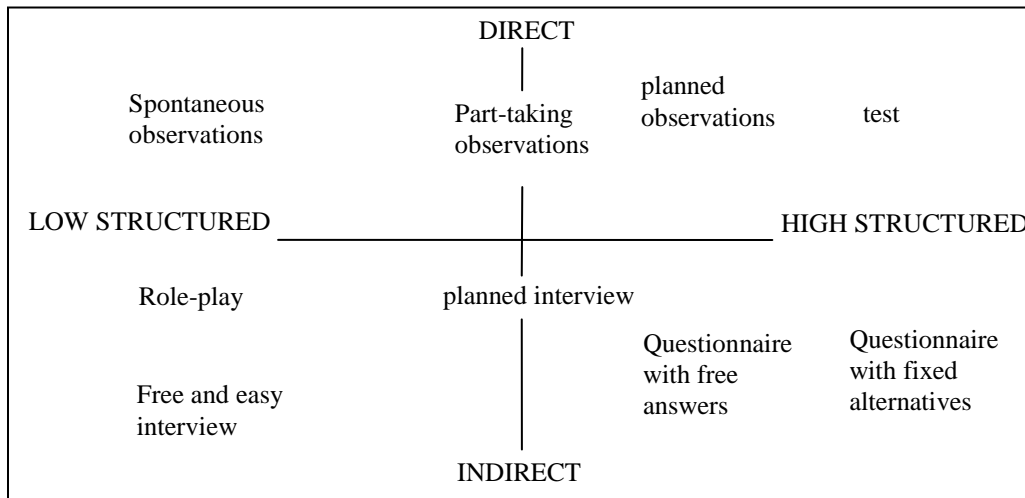 DIRECT
Spontaneous
observations
Part-taking
observations
planned
observations
test
LOW STRUCTURED
HIGH STRUCTURED
Role-play
planned interview
Free and easy
interview
Questionnaire
with free
answers
Questionnaire
with fixed
alternatives
INDIRECT